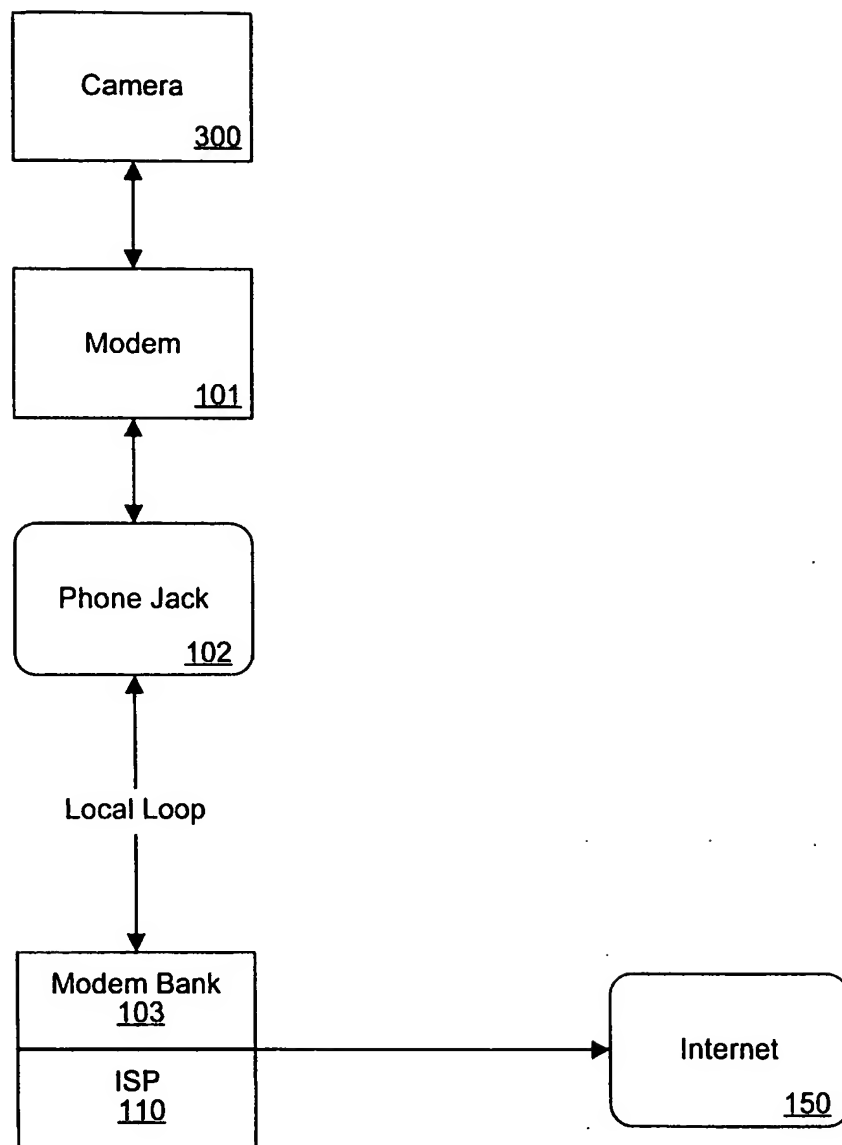 Camera
300
Modem
101
Phone Jack
102
Local Loop
Modem Bank
103
ISP
110
Internet
150